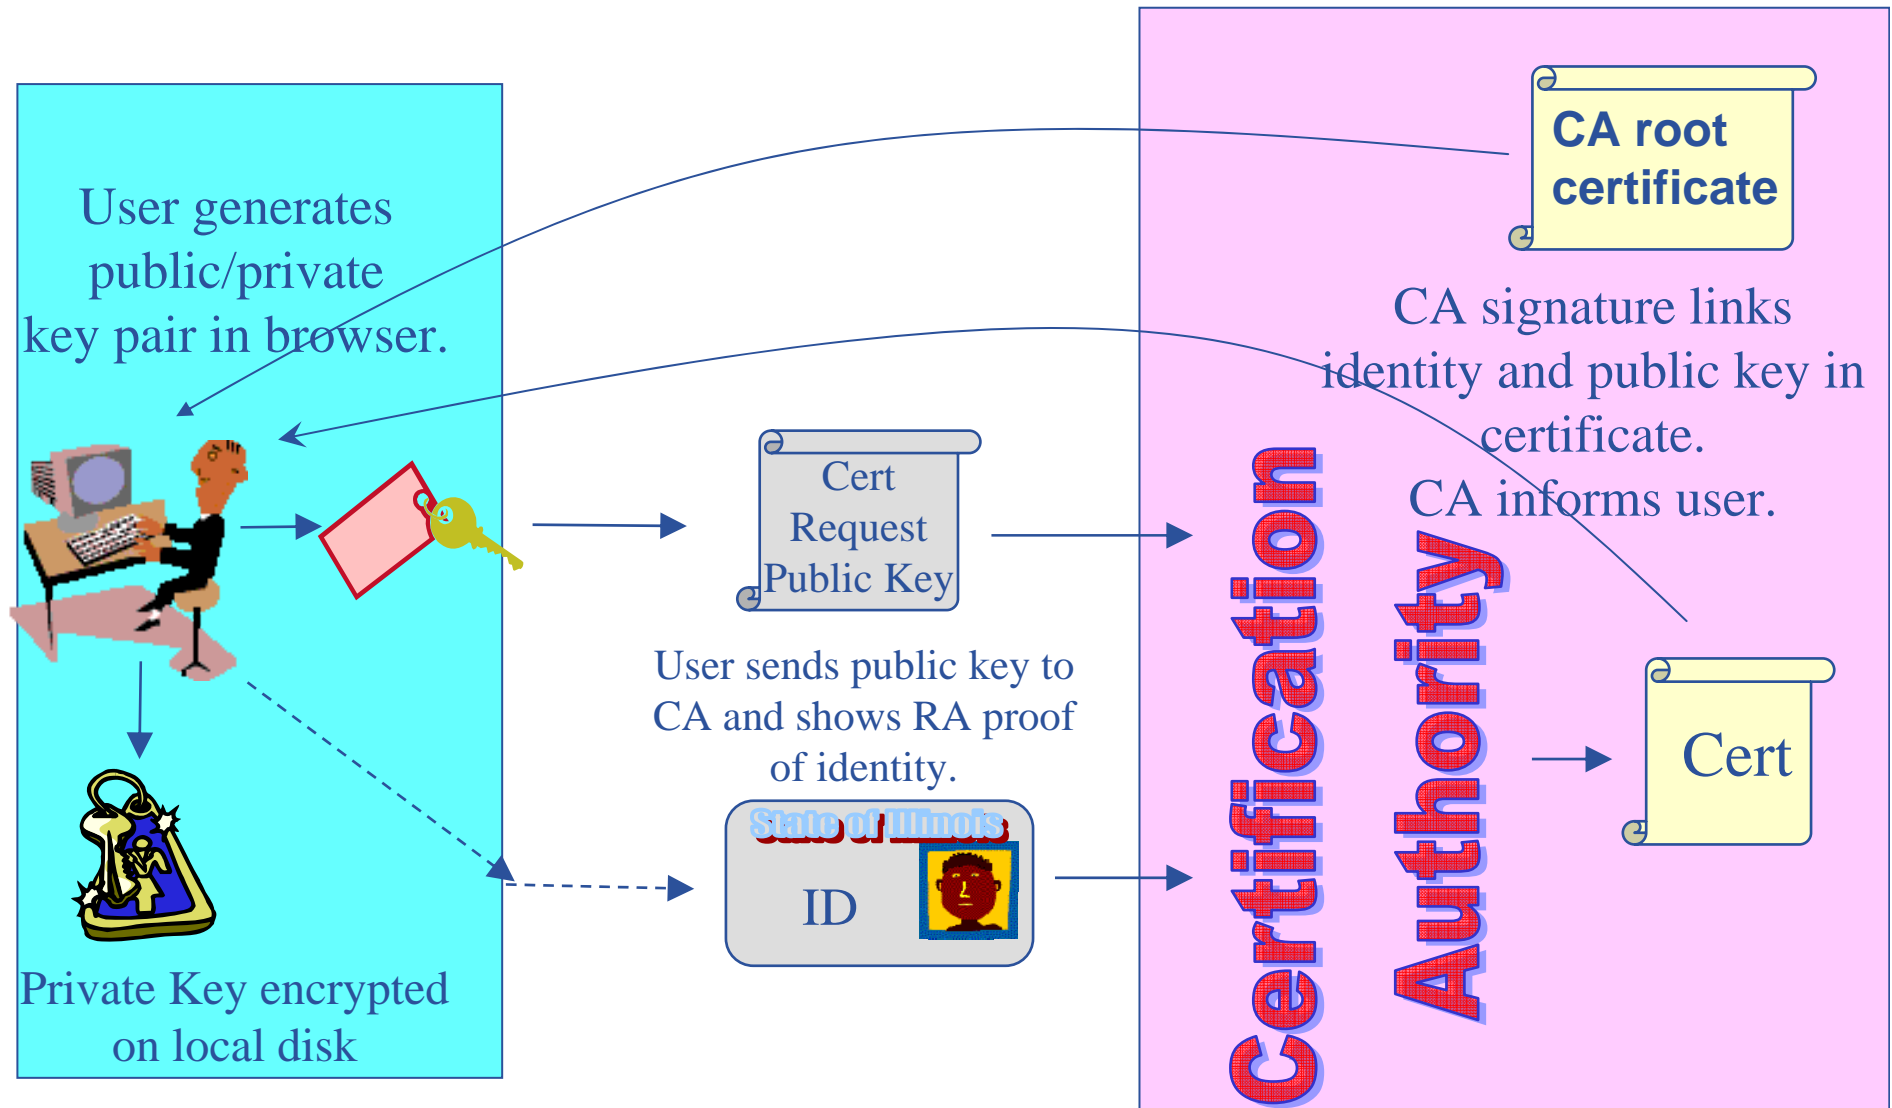 User generates
public/private
key pair in browser.
Private Key encrypted
on local disk
Cert
Request
Public Key
User sends public key to
CA and shows RA proof
of identity.
State of Illinois
ID
Certification
Authority
CA root
certificate
CA signature links
identity and public key in
certificate.
CA informs user.
Cert